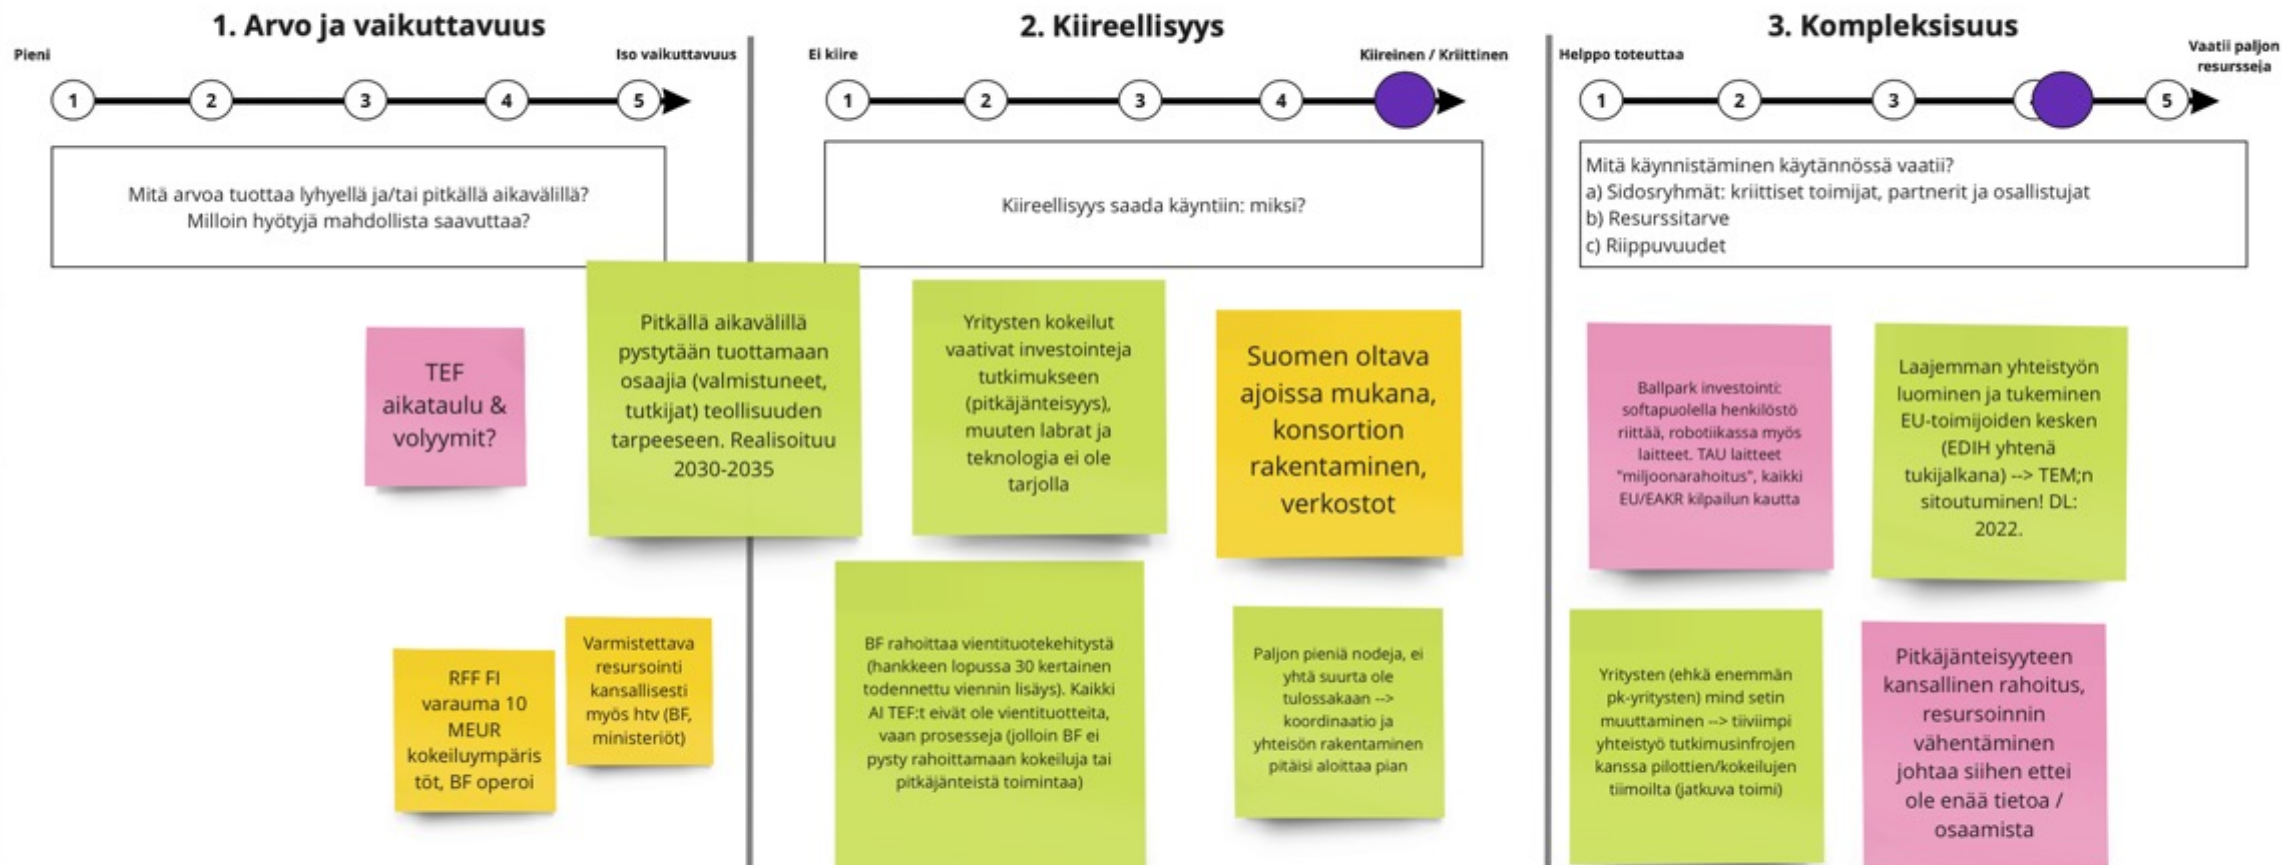 1. Arvo ja vaikuttavuus
Pieni
Iso vaikuttavuus
1
2
3
4
5
Mitä arvoa tuottaa lyhyellä ja/tai pitkällä aikavälillä?
Milloin hyötyjä mahdollista saavuttaa?
TEF
aikataulu &
volyymit?
Pitkällä aikavälillä
pystytään tuottamaan
osaajia (valmistuneet,
tutkijat) teollisuuden
tarpeeseen. Realisoituu
2030-2035
RFF FI
varauma 10
MEUR
kokeiluympäris
töt, BF operoi
Varmistettava
resursointi
kansallisesti
myös htv (BF,
ministeriöt)
2. Kiireellisyys
Ei kiire
Kiireinen / Kriittinen
1
2
3
4
Kiireellisyys saada käyntiin: miksi?
Yritysten kokeilut
vaativat investointeja
tutkimukseen
(pitkäjänteisyys),
muuten labrat ja
teknologia ei ole
tarjolla
Suomen oltava
ajoissa mukana,
konsortion
rakentaminen,
verkostot
BF rahoittaa vientituotekehitystä
(hankkeen lopussa 30 kertainen
todennettu viennin lisäys). Kaikki
AI TEF:t eivät ole vientituotteita,
vaan prosesseja (jolloin BF ei
pysty rahoittamaan kokeiluja tai
pitkäjänteistä toimintaa)
Paljon pieniä nodeja, ei
yhtä suurta ole
tulossakaan -->
koordinaatio ja
yhteisön rakentaminen
pitäisi aloittaa pian
3. Kompleksisuus
Helppo toteuttaa
Vaatii paljon
resursseja
1
2
3
5
Mitä käynnistäminen käytännössä vaatii?
a) Sidosryhmät: kriittiset toimijat, partnerit ja osallistujat
b) Resurssitarve
c) Riippuvuudet
Ballpark investointi:
softapuolella henkilöstö
riittää, robotiikassa myös
laitteet. TAU laitteet
"miljoonarahoitus", kaikki
EU/EAKR kilpailun kautta
Laajemman yhteistyön
luominen ja tukeminen
EU-toimijoiden kesken
(EDIH yhtenä
tukijalkana) --> TEM;n
sitoutuminen! DL:
2022.
Yritysten (ehkä enemmän
pk-yritysten) mind setin
muuttaminen --> tiiviimpi
yhteistyö tutkimusinfrojen
kanssa pilottien/kokeilujen
tiimoilta (jatkuva toimi)
Pitkäjänteisyyteen
kansallinen rahoitus,
resursoinnin
vähentäminen
johtaa siihen ettei
ole enää tietoa /
osaamista